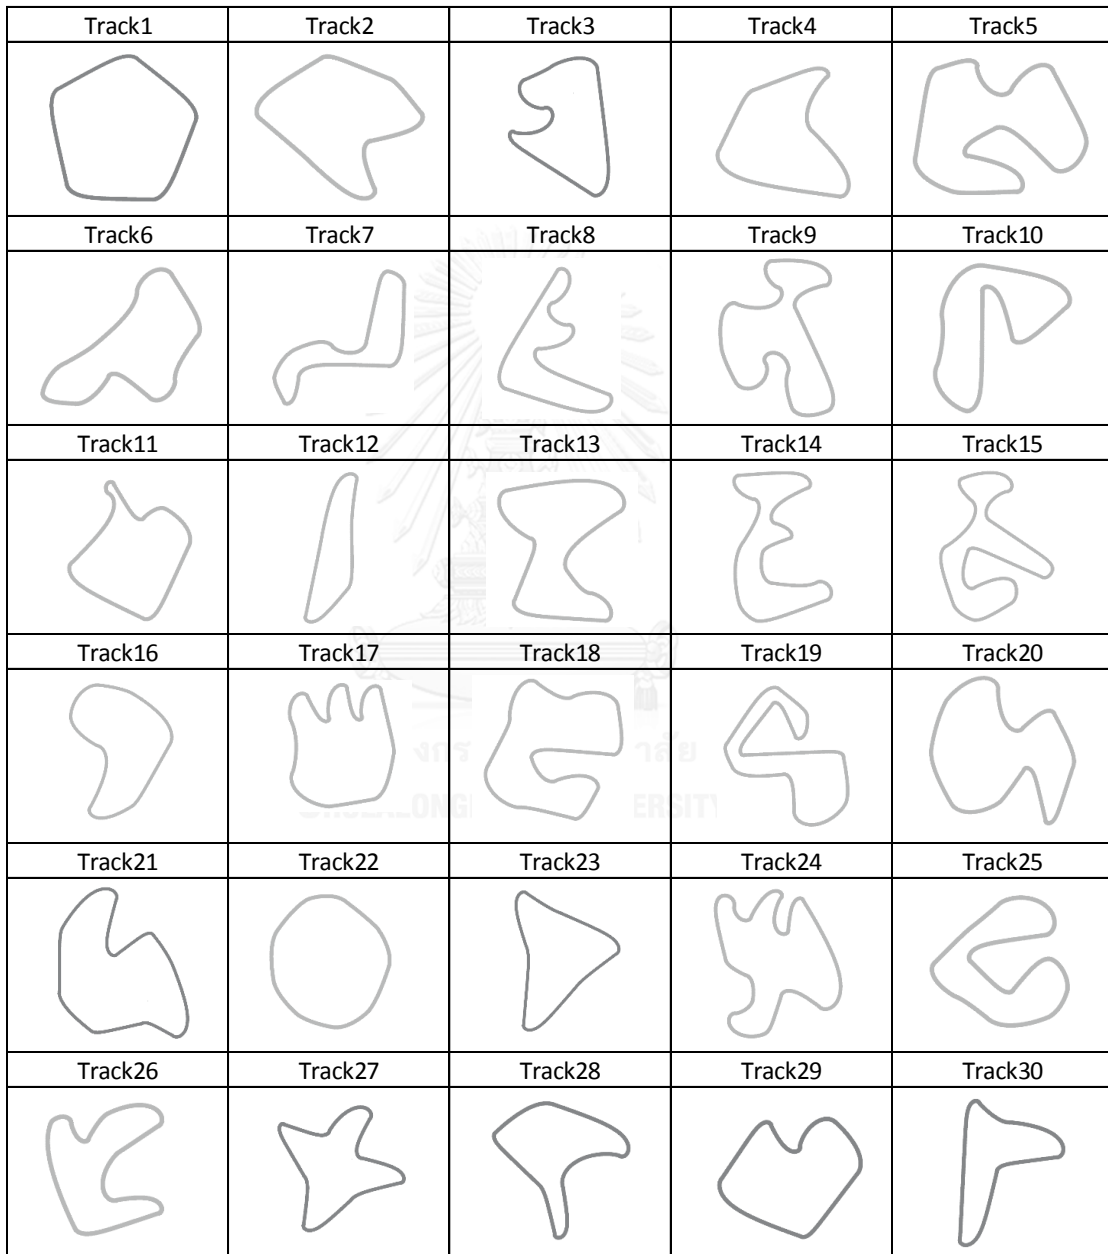 Track1 Track2 Track3 Track4 Track5
Track6 Track7 Track8 Track9 Track10
Track11 Track12 Track13 Track14 Track15
Track16 Track17 Track18 Track19 Track20
Track21 Track22 Track23 Track24 Track25
Track26 Track27 Track28 Track29 Track30